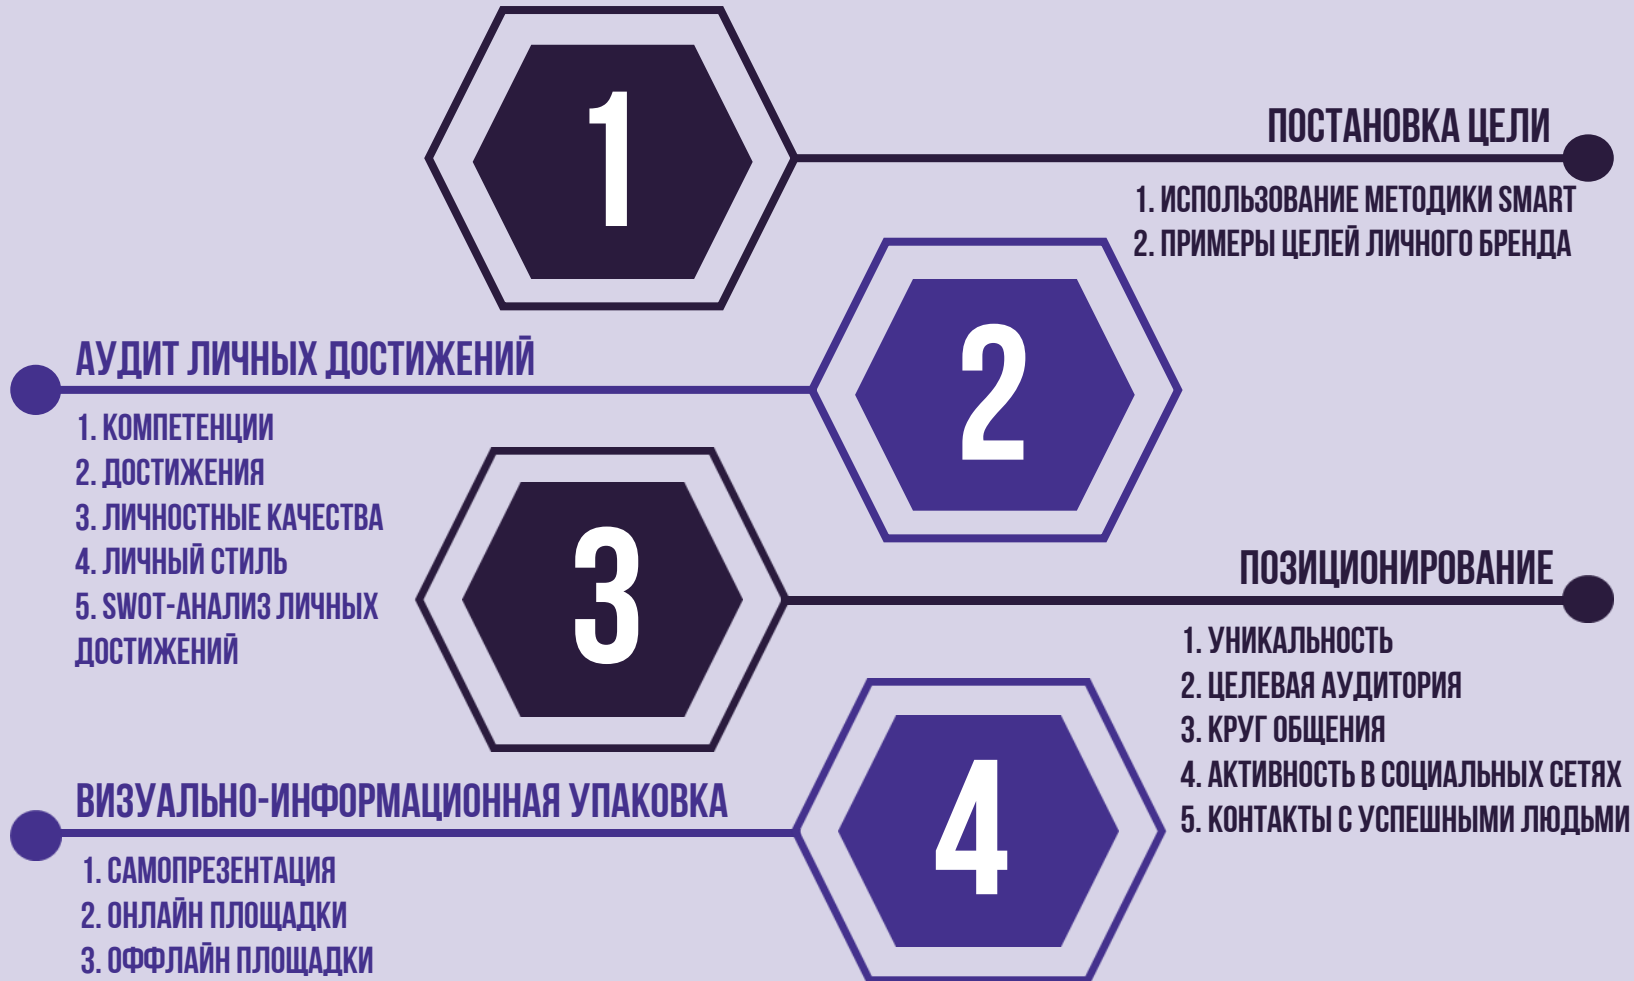 1
ПОСТАНОВКА ЦЕЛИ
1. ИСПОЛЬЗОВАНИЕ МЕТОДИКИ SMART
2. ПРИМЕРЫ ЦЕЛЕЙ ЛИЧНОГО БРЕНДА
2
АУДИТ ЛИЧНЫХ ДОСТИЖЕНИЙ
1. КОМПЕТЕНЦИИ
2. ДОСТИЖЕНИЯ
3. ЛИЧНОСТНЫЕ КАЧЕСТВА
4. ЛИЧНЫЙ СТИЛЬ
5. SWOT-АНАЛИЗ ЛИЧНЫХ
ДОСТИЖЕНИЙ
3
ПОЗИЦИОНИРОВАНИЕ
1. УНИКАЛЬНОСТЬ
2. ЦЕЛЕВАЯ АУДИТОРИЯ
3. КРУГ ОБЩЕНИЯ
4. АКТИВНОСТЬ В СОЦИАЛЬНЫХ СЕТЯХ
5. КОНТАКТЫ С УСПЕШНЫМИ ЛЮДЬМИ
4
ВИЗУАЛЬНО-ИНФОРМАЦИОННАЯ УПАКОВКА
1. САМОПРЕЗЕНТАЦИЯ
2. ОНЛАЙН ПЛОЩАДКИ
3. ОФФЛАЙН ПЛОЩАДКИ